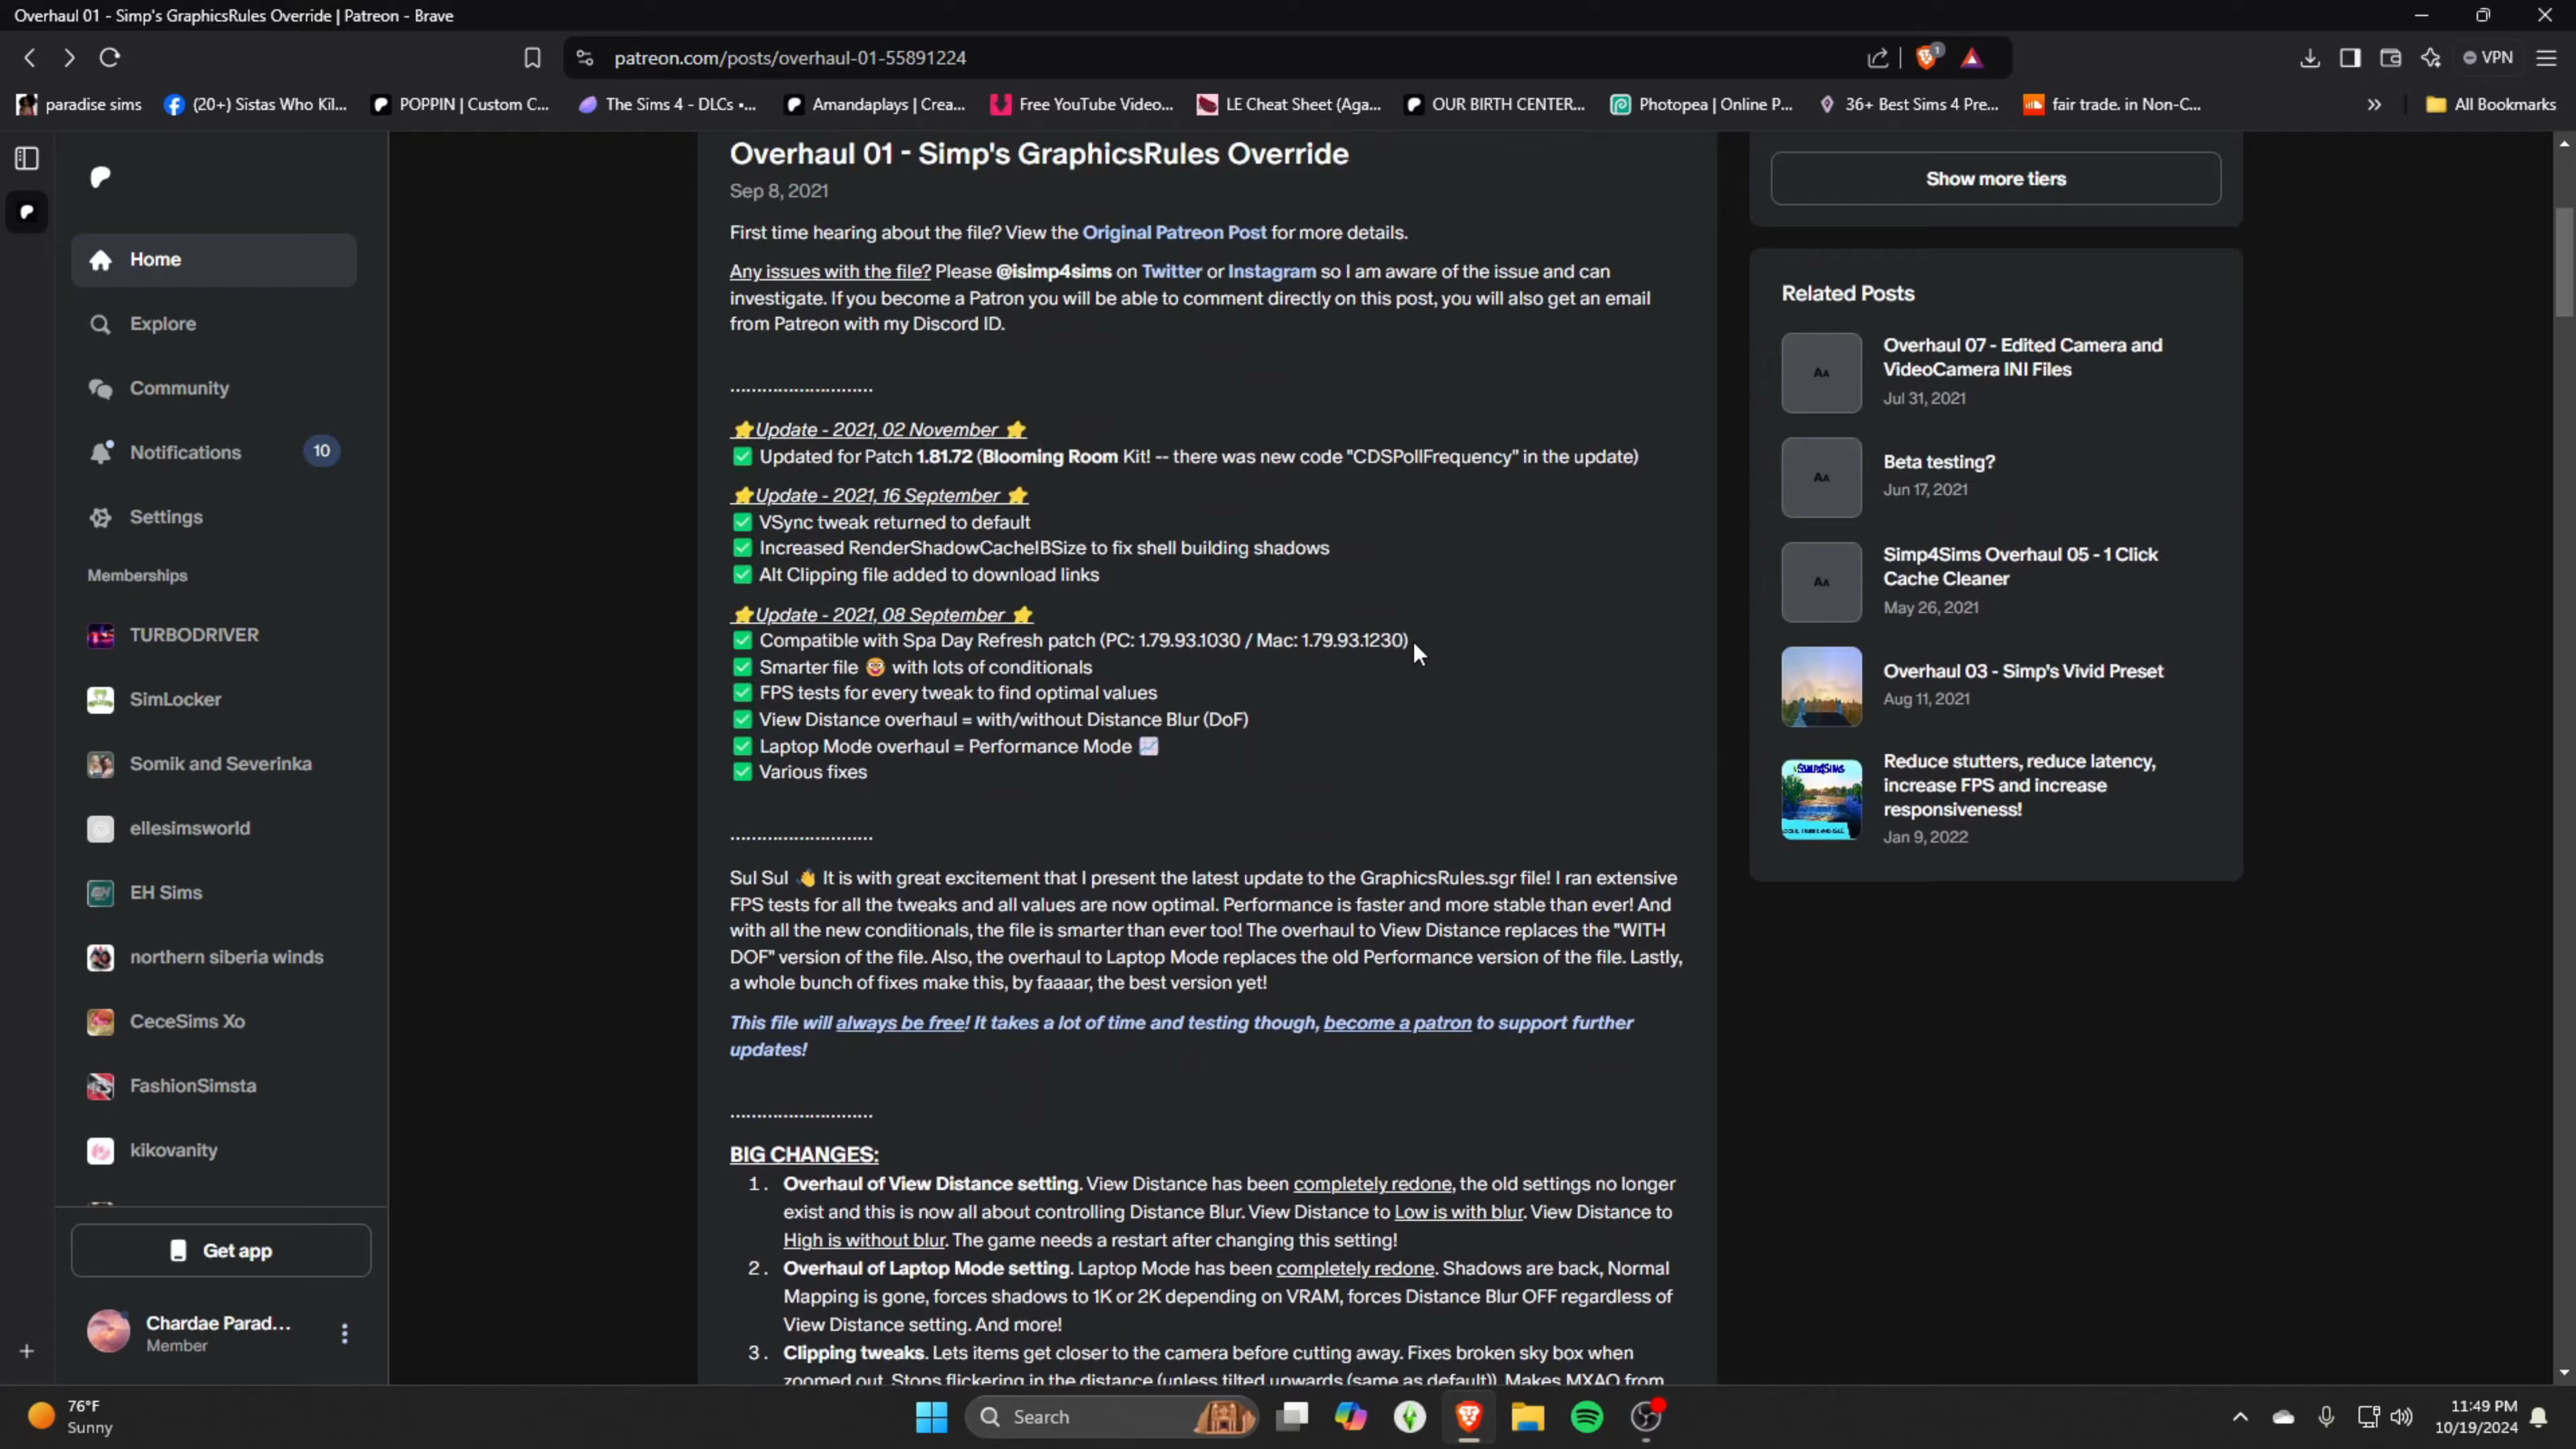 Overhaul 01 - Simp's GraphicsRules Override | Patreon - Brave
patreon.com/posts/overhaul-01-55891224
1
VPN
paradise sims
(20+) Sistas Who Kil...
POPPIN | Custom C...
The Sims 4 - DLCs •...
Amandaplays | Crea...
Free YouTube Video...
LE Cheat Sheet (Aga...
OUR BIRTH CENTER...
Photopea | Online P...
36+ Best Sims 4 Pre...
fair trade. in Non-C...
All Bookmarks
Home
Explore
Community
Notifications
10
Settings
Memberships
TURBODRIVER
SimLocker
Somik and Severinka
ellesimsworld
EH Sims
northern siberia winds
CeceSims Xo
FashionSimsta
kikovanity
Get app
Chardae Parad...
Member
Overhaul 01 - Simp's GraphicsRules Override
Sep 8, 2021
First time hearing about the file? View the Original Patreon Post for more details.
Any issues with the file? Please @isimp4sims on Twitter or Instagram so I am aware of the issue and can
investigate. If you become a Patron you will be able to comment directly on this post, you will also get an email
from Patreon with my Discord ID.
...........................
⭐Update - 2021, 02 November ⭐
✅ Updated for Patch 1.81.72 (Blooming Room Kit! -- there was new code "CDSPollFrequency" in the update)
⭐Update - 2021, 16 September ⭐
✅ VSync tweak returned to default
✅ Increased RenderShadowCacheIBSize to fix shell building shadows
✅ Alt Clipping file added to download links
⭐Update - 2021, 08 September ⭐
✅ Compatible with Spa Day Refresh patch (PC: 1.79.93.1030 / Mac: 1.79.93.1230)
✅ Smarter file 🤓 with lots of conditionals
✅ FPS tests for every tweak to find optimal values
✅ View Distance overhaul = with/without Distance Blur (DoF)
✅ Laptop Mode overhaul = Performance Mode 📈
✅ Various fixes
...........................
Sul Sul 👋 It is with great excitement that I present the latest update to the GraphicsRules.sgr file! I ran extensive
FPS tests for all the tweaks and all values are now optimal. Performance is faster and more stable than ever! And
with all the new conditionals, the file is smarter than ever too! The overhaul to View Distance replaces the "WITH
DOF" version of the file. Also, the overhaul to Laptop Mode replaces the old Performance version of the file. Lastly,
a whole bunch of fixes make this, by faaaar, the best version yet!
This file will always be free! It takes a lot of time and testing though, become a patron to support further
updates!
...........................
BIG CHANGES:
1. Overhaul of View Distance setting. View Distance has been completely redone, the old settings no longer
exist and this is now all about controlling Distance Blur. View Distance to Low is with blur. View Distance to
High is without blur. The game needs a restart after changing this setting!
2. Overhaul of Laptop Mode setting. Laptop Mode has been completely redone. Shadows are back, Normal
Mapping is gone, forces shadows to 1K or 2K depending on VRAM, forces Distance Blur OFF regardless of
View Distance setting. And more!
3. Clipping tweaks. Lets items get closer to the camera before cutting away. Fixes broken sky box when
zoomed out. Stops flickering in the distance (unless tilted upwards (same as default)). Makes MXAO from
Show more tiers
Related Posts
AA
Overhaul 07 - Edited Camera and
VideoCamera INI Files
Jul 31, 2021
AA
Beta testing?
Jun 17, 2021
AA
Simp4Sims Overhaul 05 - 1 Click
Cache Cleaner
May 26, 2021
Overhaul 03 - Simp's Vivid Preset
Aug 11, 2021
SIMP4SIMS
Reduce stutters, reduce latency,
increase FPS and increase
responsiveness!
Jan 9, 2022
76°F
Sunny
Search
11:49 PM
10/19/2024